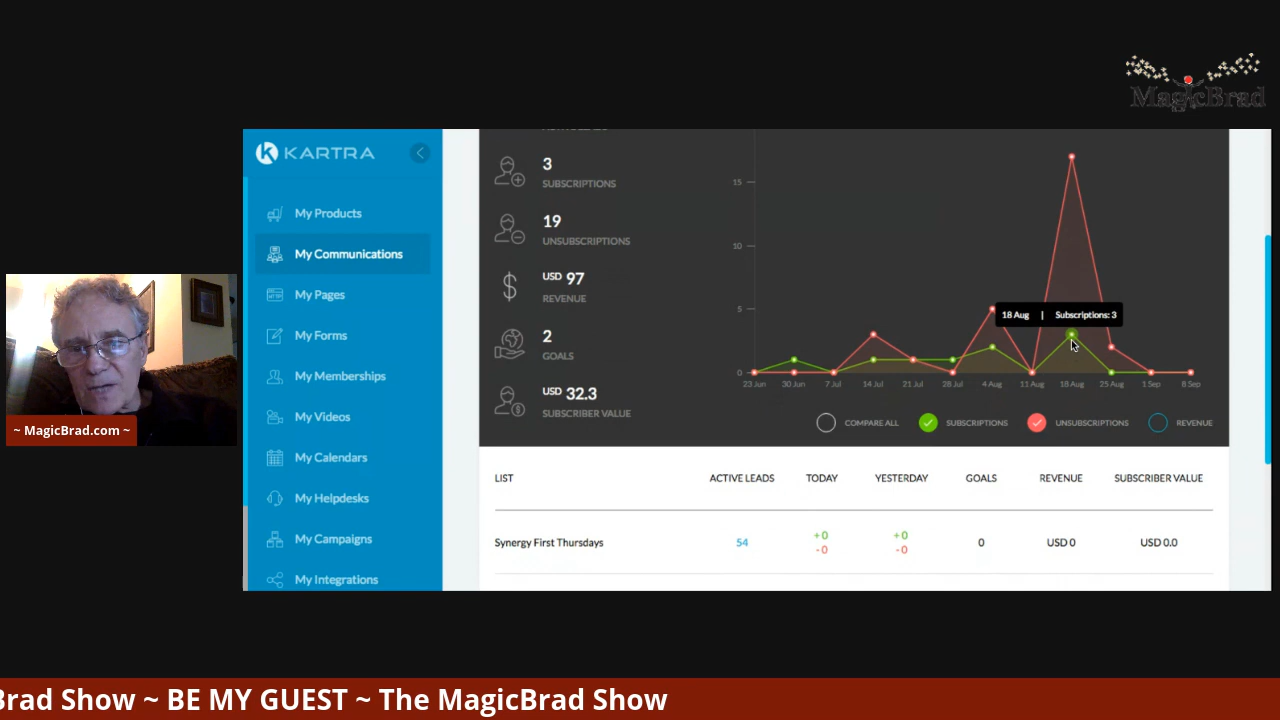 MagicBrad
KARTRA
My Products
My Communications
My Pages
My Forms
My Memberships
My Videos
My Calendars
My Helpdesks
My Campaigns
My Integrations
3
SUBSCRIPTIONS
19
UNSUBSCRIPTIONS
USD 97
REVENUE
2
GOALS
USD 32.3
SUBSCRIBER VALUE
15
10
5
0
18 Aug | Subscriptions: 3
23 Jun 30 Jun 7 Jul 14 Jul 21 Jul 28 Jul 4 Aug 11 Aug 18 Aug 25 Aug 1 Sep 8 Sep
COMPARE ALL SUBSCRIPTIONS UNSUBSCRIPTIONS REVENUE
LIST ACTIVE LEADS TODAY YESTERDAY GOALS REVENUE SUBSCRIBER VALUE
Synergy First Thursdays 54 +0 -0 +0 -0 0 USD 0 USD 0.0
~ MagicBrad.com ~
Brad Show ~ BE MY GUEST ~ The MagicBrad Show